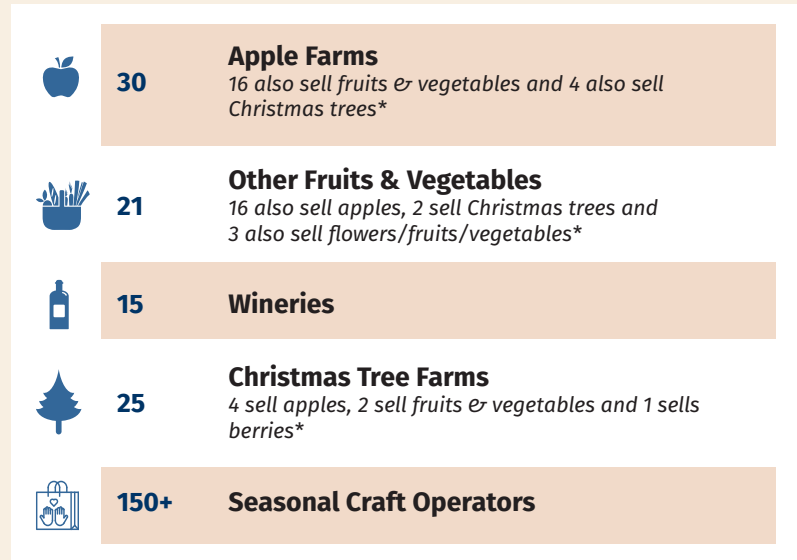 30
Apple Farms
16 also sell fruits & vegetables and 4 also sell
Christmas trees*
21
Other Fruits & Vegetables
16 also sell apples, 2 sell Christmas trees and
3 also sell flowers/fruits/vegetables*
15
Wineries
25
Christmas Tree Farms
4 sell apples, 2 sell fruits & vegetables and 1 sells
berries*
150+
Seasonal Craft Operators